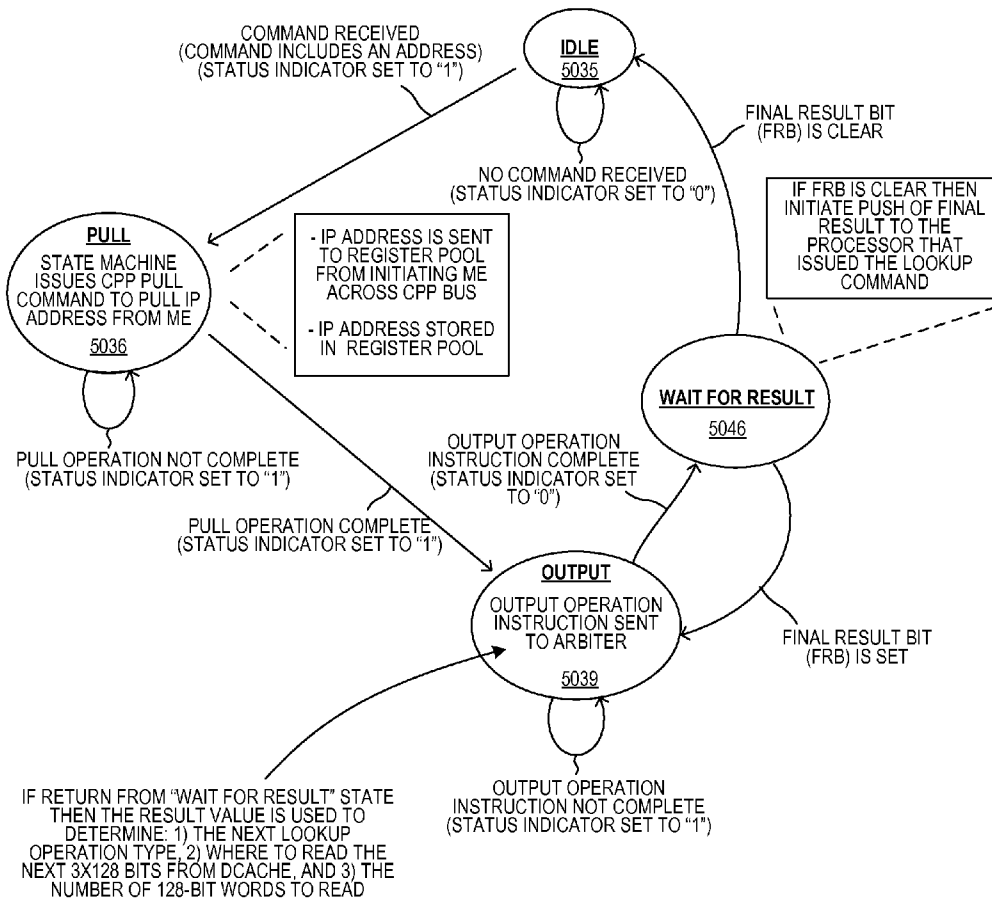 COMMAND RECEIVED
(COMMAND INCLUDES AN ADDRESS)
(STATUS INDICATOR SET TO “1”)
IDLE
5035
NO COMMAND RECEIVED
(STATUS INDICATOR SET TO “0”)
FINAL RESULT BIT
(FRB) IS CLEAR
IF FRB IS CLEAR THEN
INITIATE PUSH OF FINAL
RESULT TO THE
PROCESSOR THAT
ISSUED THE LOOKUP
COMMAND
PULL
STATE MACHINE
ISSUES CPP PULL
COMMAND TO PULL IP
ADDRESS FROM ME
5036
- IP ADDRESS IS SENT
TO REGISTER POOL
FROM INITIATING ME
ACROSS CPP BUS
- IP ADDRESS STORED
IN REGISTER POOL
PULL OPERATION NOT COMPLETE
(STATUS INDICATOR SET TO “1”)
PULL OPERATION COMPLETE
(STATUS INDICATOR SET TO “1”)
WAIT FOR RESULT
5046
OUTPUT OPERATION
INSTRUCTION COMPLETE
(STATUS INDICATOR SET
TO “0”)
OUTPUT
OUTPUT OPERATION
INSTRUCTION SENT
TO ARBITER
5039
FINAL RESULT BIT
(FRB) IS SET
OUTPUT OPERATION
INSTRUCTION NOT COMPLETE
(STATUS INDICATOR SET TO “1”)
IF RETURN FROM “WAIT FOR RESULT” STATE
THEN THE RESULT VALUE IS USED TO
DETERMINE: 1) THE NEXT LOOKUP
OPERATION TYPE, 2) WHERE TO READ THE
NEXT 3X128 BITS FROM DCACHE, AND 3) THE
NUMBER OF 128-BIT WORDS TO READ